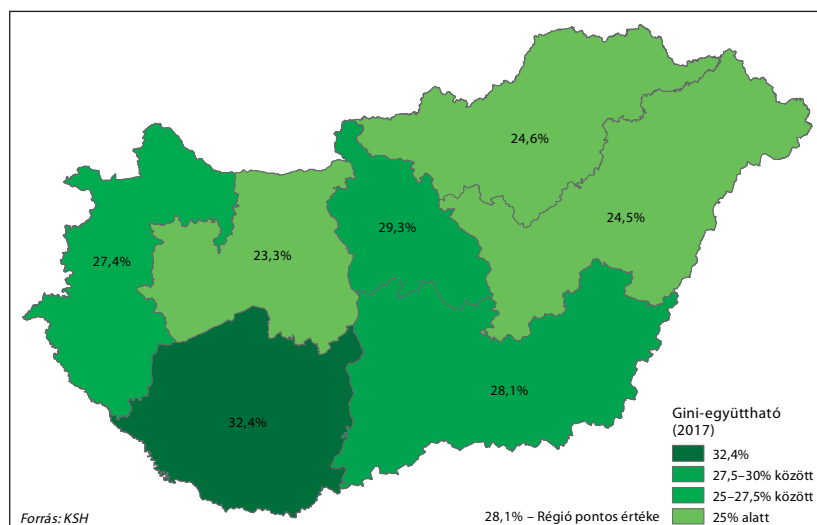 24,6%
24,5%
29,3%
27,4%
23,3%
28,1%
32,4%
Gini-együttható
(2017)
32,4%
27,5–30% között
25–27,5% között
25% alatt
28,1% – Régió pontos értéke
Forrás: KSH